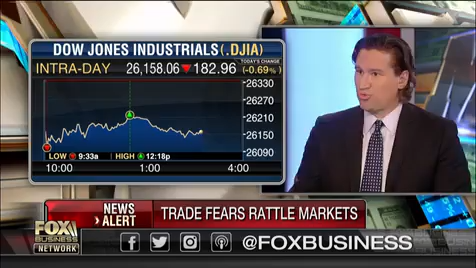 DOW JONES INDUSTRIALS (.DJIA)
INTRA-DAY 26,158.06 ▼ 182.96 TODAY'S CHANGE (-0.69%)
26330
26270
26210
26150
26090
LOW 9:33a HIGH 12:18p
10:00 1:00 4:00
NEWS ALERT
TRADE FEARS RATTLE MARKETS
FOX
BUSINESS
NETWORK
@FOXBUSINESS